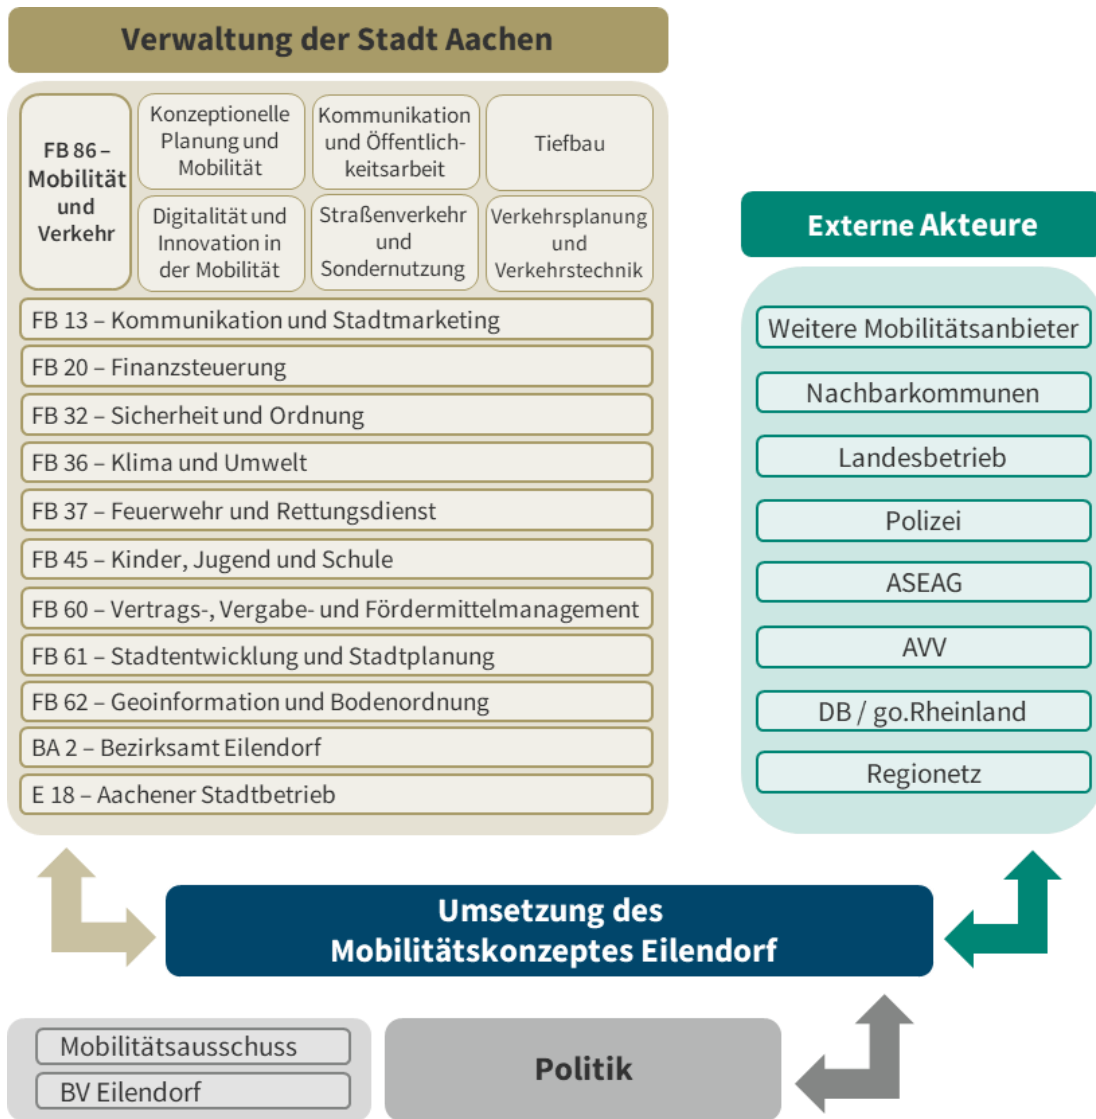 Verwaltung der Stadt Aachen
FB 86 –
Mobilität
und
Verkehr
Konzeptionelle
Planung und
Mobilität
Kommunikation
und Öffentlich-
keitsarbeit
Tiefbau
Digitalität und
Innovation in
der Mobilität
Straßenverkehr
und
Sondernutzung
Verkehrsplanung
und
Verkehrstechnik
FB 13 – Kommunikation und Stadtmarketing
FB 20 – Finanzsteuerung
FB 32 – Sicherheit und Ordnung
FB 36 – Klima und Umwelt
FB 37 – Feuerwehr und Rettungsdienst
FB 45 – Kinder, Jugend und Schule
FB 60 – Vertrags-, Vergabe- und Fördermittelmanagement
FB 61 – Stadtentwicklung und Stadtplanung
FB 62 – Geoinformation und Bodenordnung
BA 2 – Bezirksamt Eilendorf
E 18 – Aachener Stadtbetrieb
Externe Akteure
Weitere Mobilitätsanbieter
Nachbarkommunen
Landesbetrieb
Polizei
ASEAG
AVV
DB / go.Rheinland
Regionetz
Umsetzung des
Mobilitätskonzeptes Eilendorf
Mobilitätsausschuss
BV Eilendorf
Politik